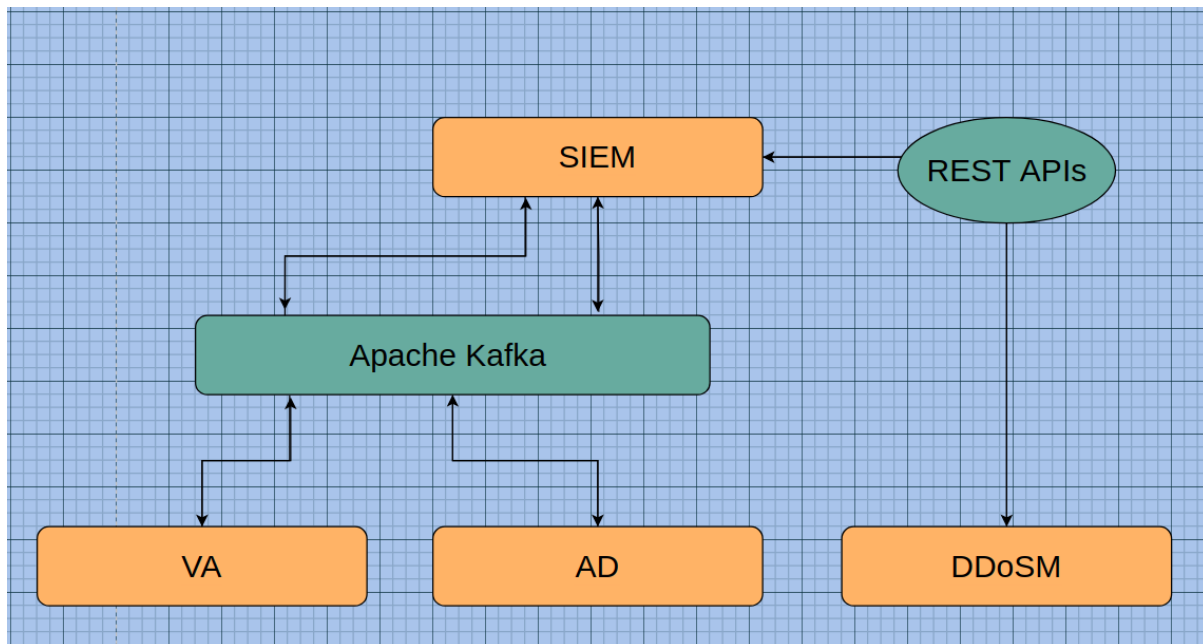 SIEM
REST APIs
Apache Kafka
VA
AD
DDoSM